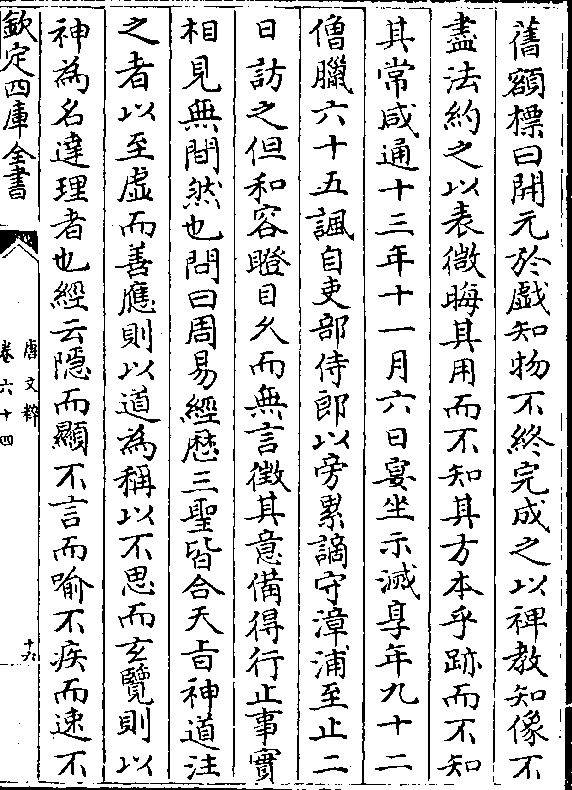 舊額標曰開元於戲知物不終完成之以裨教知像不
盡法約之以表微晦其用而不知其方本乎跡而不知
其常咸通十三年十一月六日宴坐示滅享年九十二
僧臘六十五諷自吏部侍郎以旁累謫守漳浦至止二
日訪之但和容瞪目久而無言徵其意備得行止事實
相見無間然也問曰周易經歷三聖皆合天旨神道注
之者以至虛而善應則以道為稱以不思而玄覽則以
神為名達理者也經云隱而顯不言而喻不疾而速不
欽定四庫全書
唐文粹
卷六十四
十六